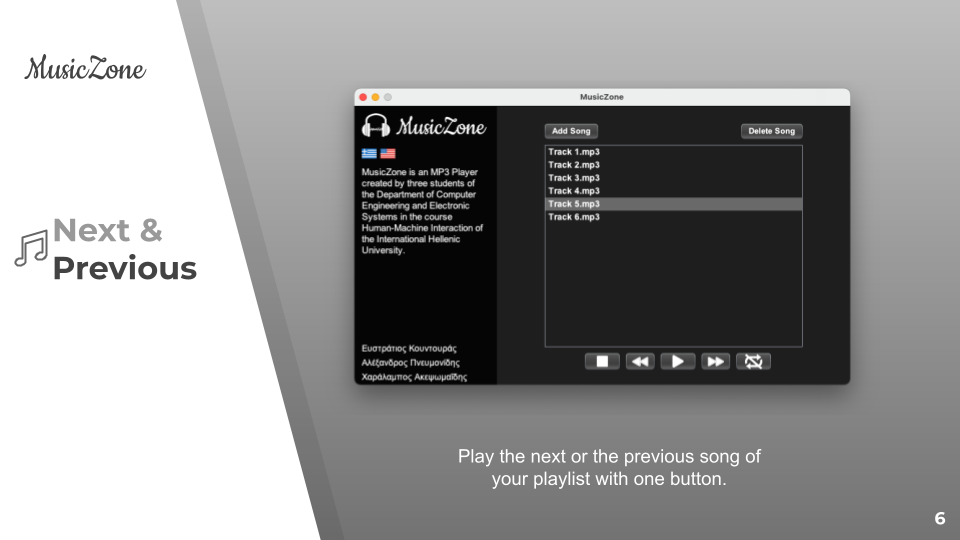 MusicZone
Next &
Previous
MusicZone
MusicZone
MusicZone is an MP3 Player
created by three students of
the Department of Computer
Engineering and Electronic
Systems in the course
Human-Machine Interaction of
the International Hellenic
University.
Ευστράτιος Κουντουράς
Αλέξανδρος Πνευμονίδης
Χαράλαμπος Ακεψωμαΐδης
Add Song
Delete Song
Track 1.mp3
Track 2.mp3
Track 3.mp3
Track 4.mp3
Track 5.mp3
Track 6.mp3
Play the next or the previous song of
your playlist with one button.
6